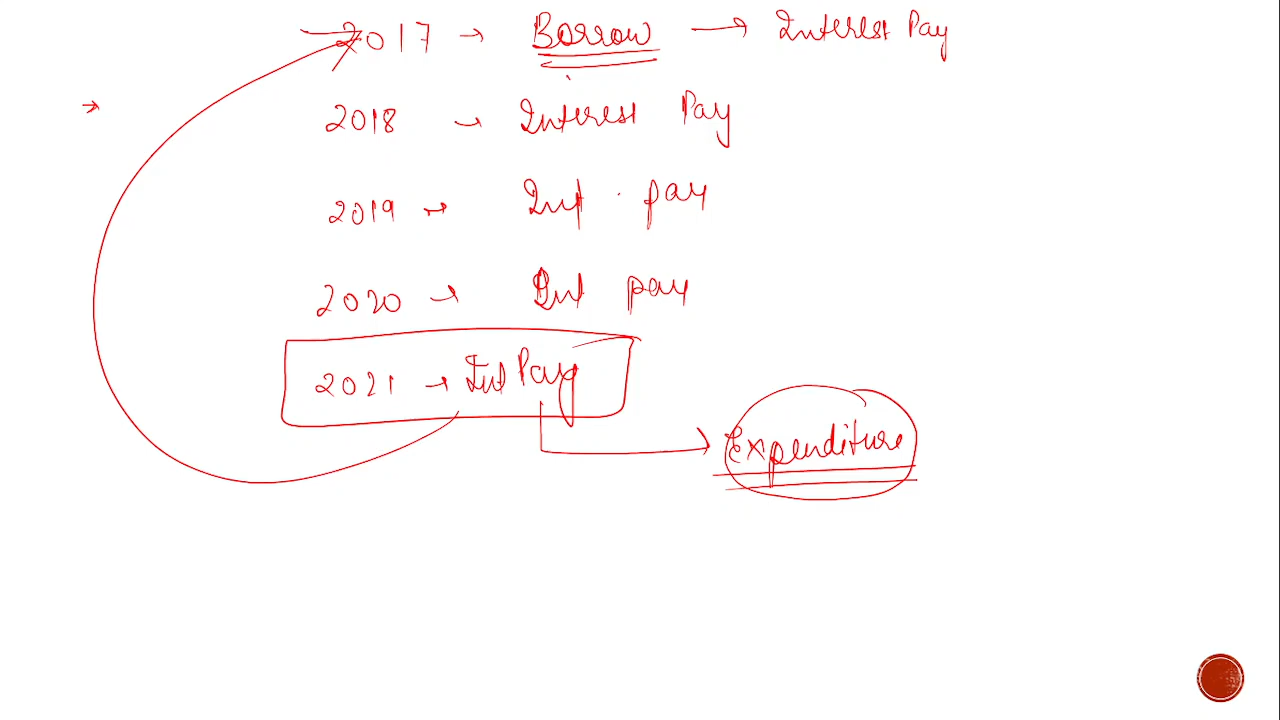 2017 → Borrow → Interest Pay
2018 → Interest Pay
2019 → Int. pay
2020 → Int pay
2021 → Int Pay
Expenditure